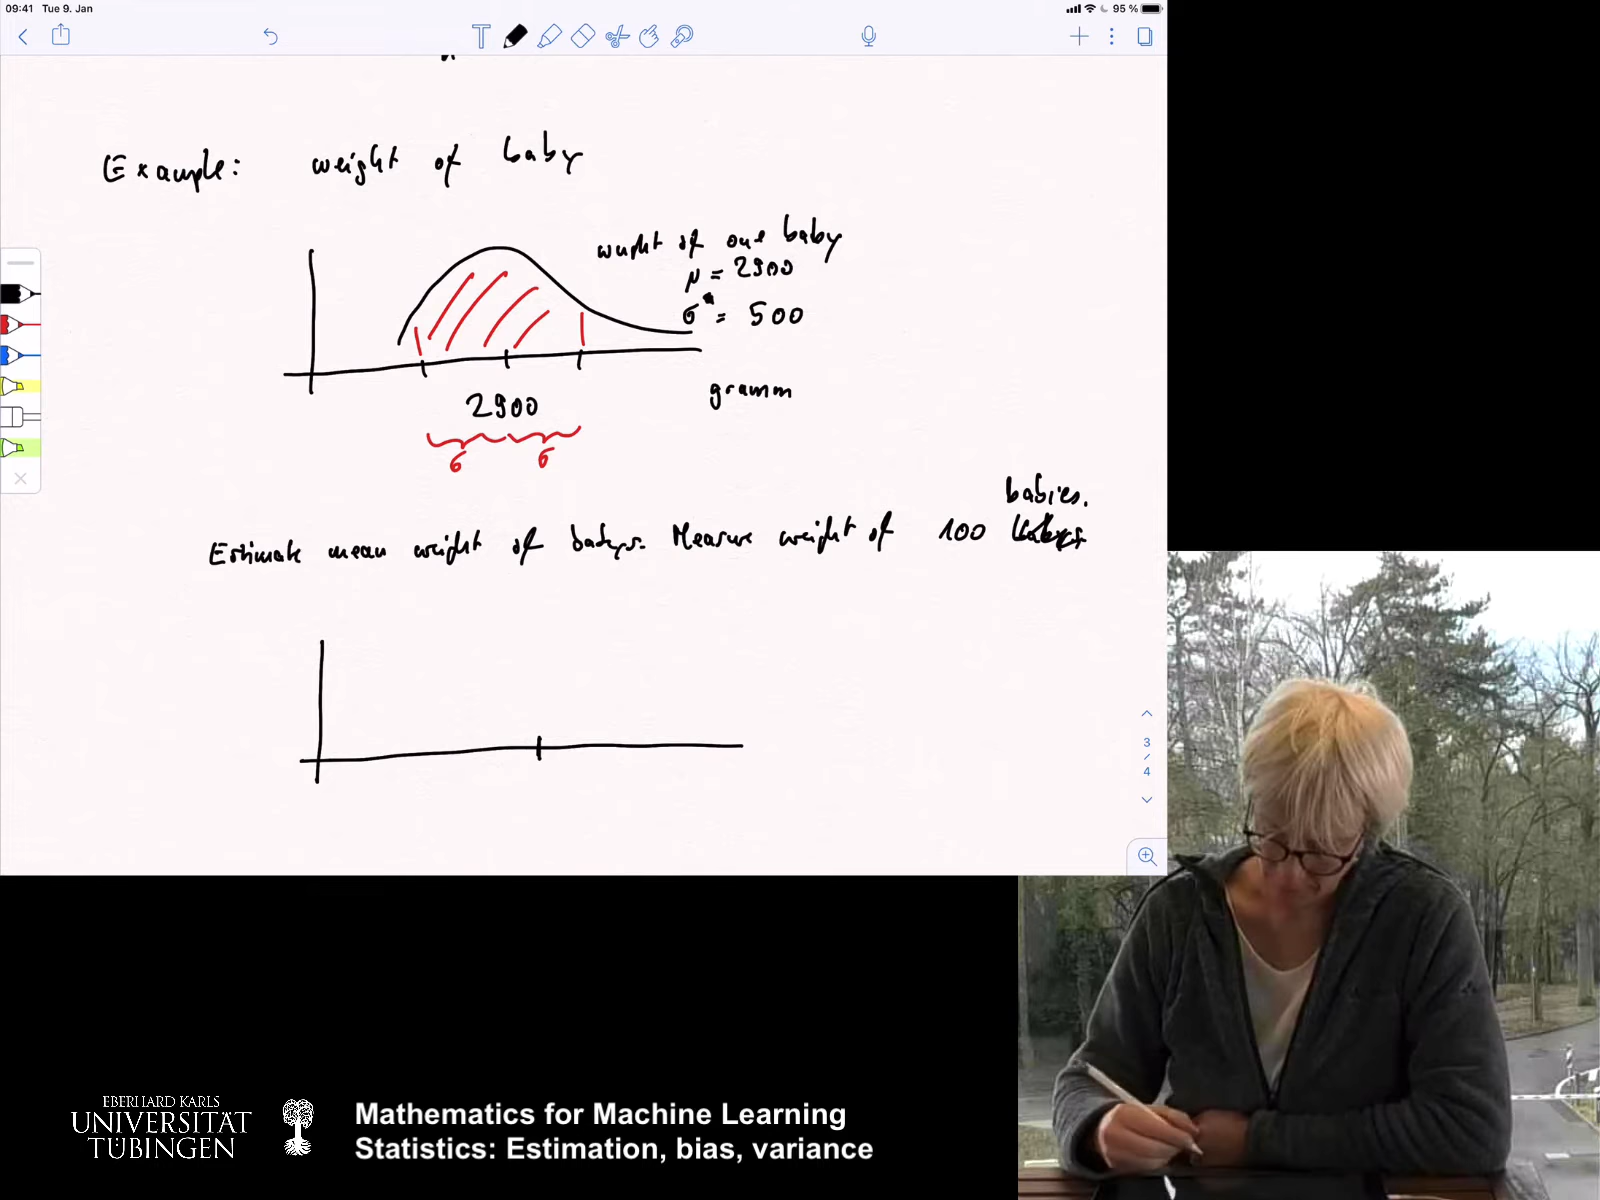 09:41 Tue 9. Jan
95 %
Example: weight of baby
weight of one baby
μ = 2900
σ = 500
2900
gramm
σ σ
babies.
Estimate mean weight of babys. Measure weight of 100
3
/
4
EBERHARD KARLS
UNIVERSITÄT
TÜBINGEN
Mathematics for Machine Learning
Statistics: Estimation, bias, variance